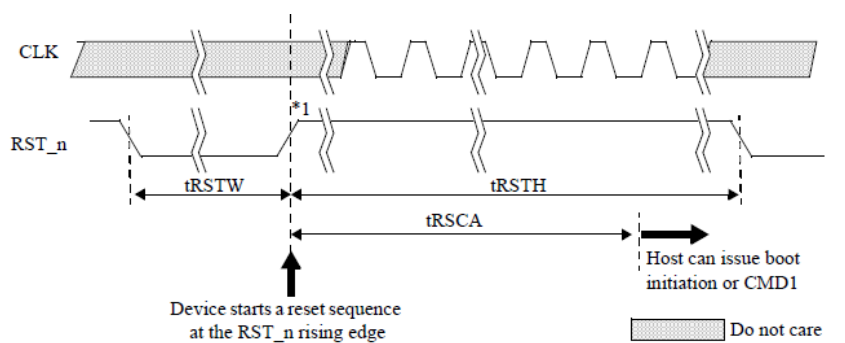 CLK
*1
RST_n
tRSTW
tRSTH
tRSCA
Host can issue boot
initiation or CMD1
Device starts a reset sequence
at the RST_n rising edge
Do not care